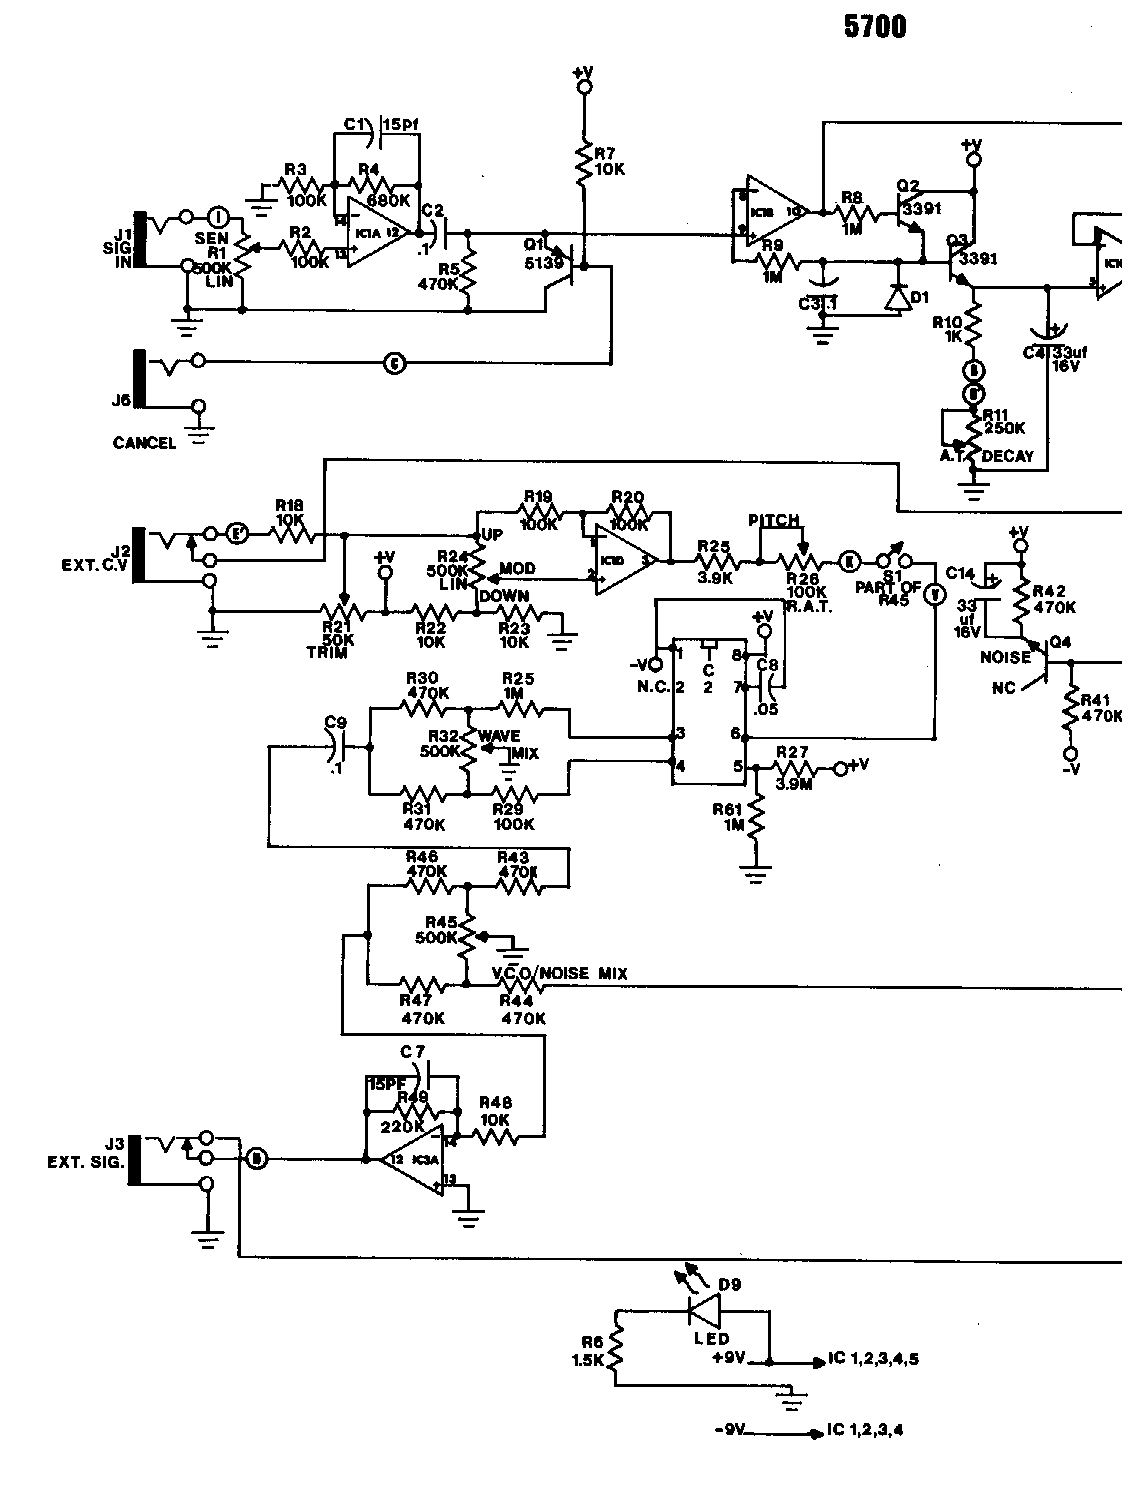 5700
+V
C1 15Pf
R3
100K
R4
680K
R7
10K
+V
J1
SIG
IN
I
SEN
R1
500K
LIN
R2
100K
14
13
IC1A
12
C2
.1
R5
470K
Q1
5139
IC1B
10
R8
1M
Q2
3391
R9
1M
Q3
3391
C3 .1
D1
R10
1K
C4 33uf
16V
5
R11
250K
A.T. DECAY
J6
CANCEL
J2
EXT. C.V
E'
R18
10K
+V
R21
50K
TRIM
R22
10K
R23
10K
UP
R24
500K
LIN
MOD
DOWN
R19
100K
R20
100K
1
2
IC1D
3
R25
3.9K
PITCH
R26
100K
R.A.T.
S1
PART OF
R45
+V
C14
33
uf
16V
R42
470K
Q4
NOISE
NC
R41
470K
-V
-V
N.C.
1
2
3
4
C
2
8
7
6
5
+V
C8
.05
R27
3.9M
+V
R61
1M
R30
470K
R25
1M
C9
.1
R32
500K
WAVE
MIX
R31
470K
R29
100K
R46
470K
R43
470K
R45
500K
V.C.O/NOISE MIX
R47
470K
R44
470K
C7
15PF
R49
220K
R48
10K
14
13
12
IC3A
J3
EXT. SIG.
D9
LED
R6
1.5K
+9V
IC 1,2,3,4,5
-9V
IC 1,2,3,4